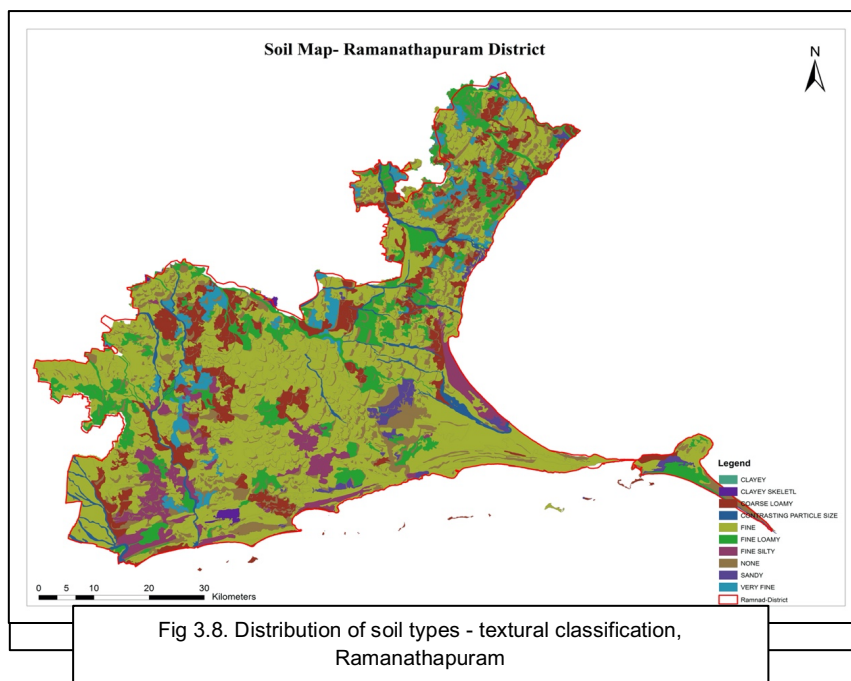 Soil Map- Ramanathapuram District
N
Legend
CLAYEY
CLAYEY SKELETL
COARSE LOAMY
CONTRASTING PARTICLE SIZE
FINE
FINE LOAMY
FINE SILTY
NONE
SANDY
VERY FINE
Ramnad-District
0 5 10 20 30
Kilometers
Fig 3.8. Distribution of soil types - textural classification,
Ramanathapuram